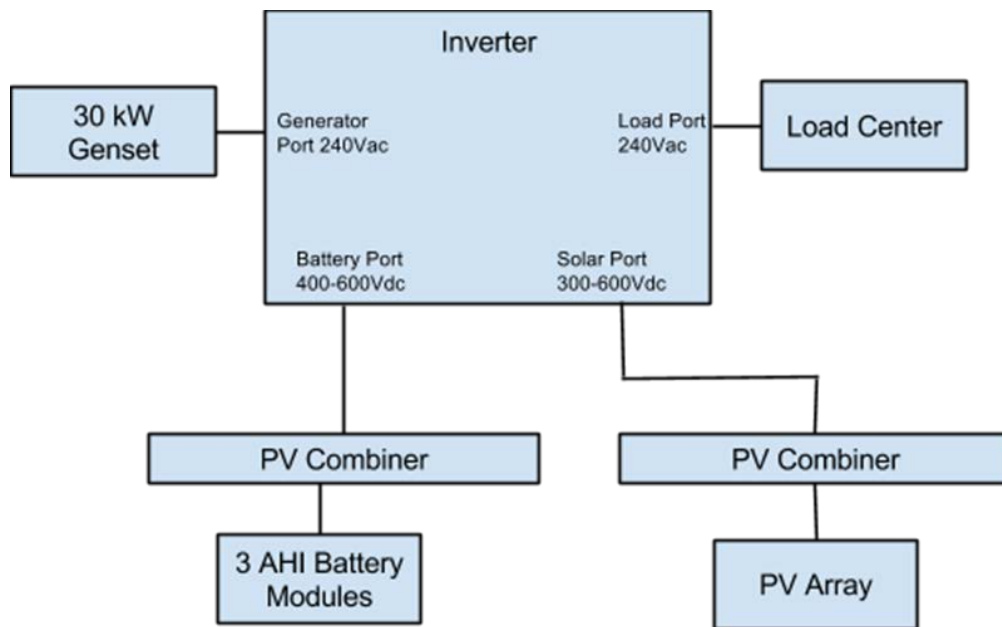 Inverter
30 kW
Genset
Generator
Port 240Vac
Load Port
240Vac
Load Center
Battery Port
400-600Vdc
Solar Port
300-600Vdc
PV Combiner
PV Combiner
3 AHI Battery
Modules
PV Array